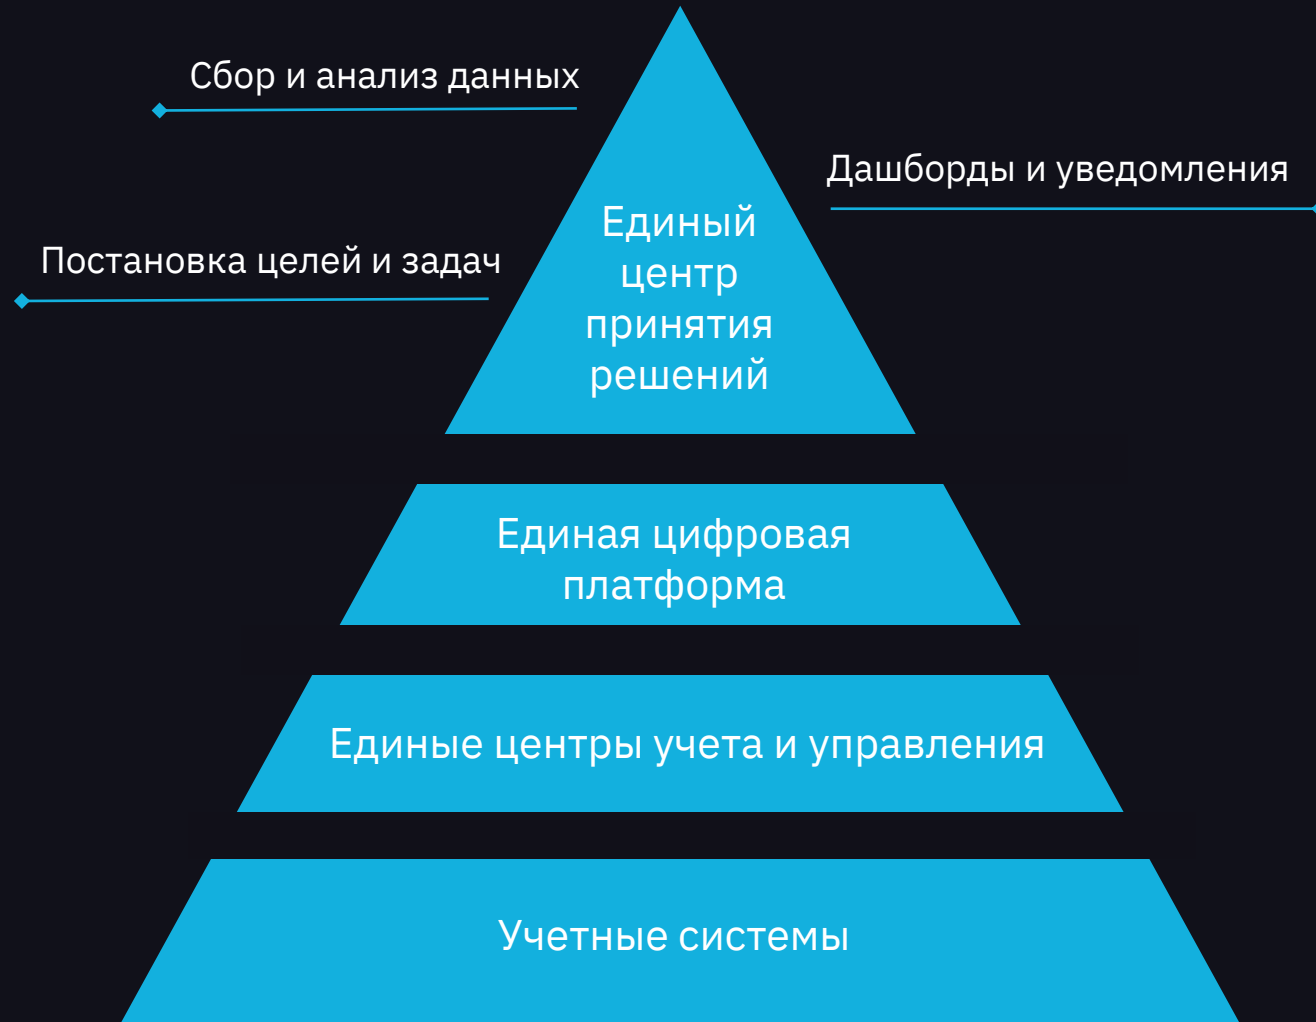 Сбор и анализ данных
Дашборды и уведомления
Постановка целей и задач
Единый
центр
принятия
решений
Единая цифровая
платформа
Единые центры учета и управления
Учетные системы